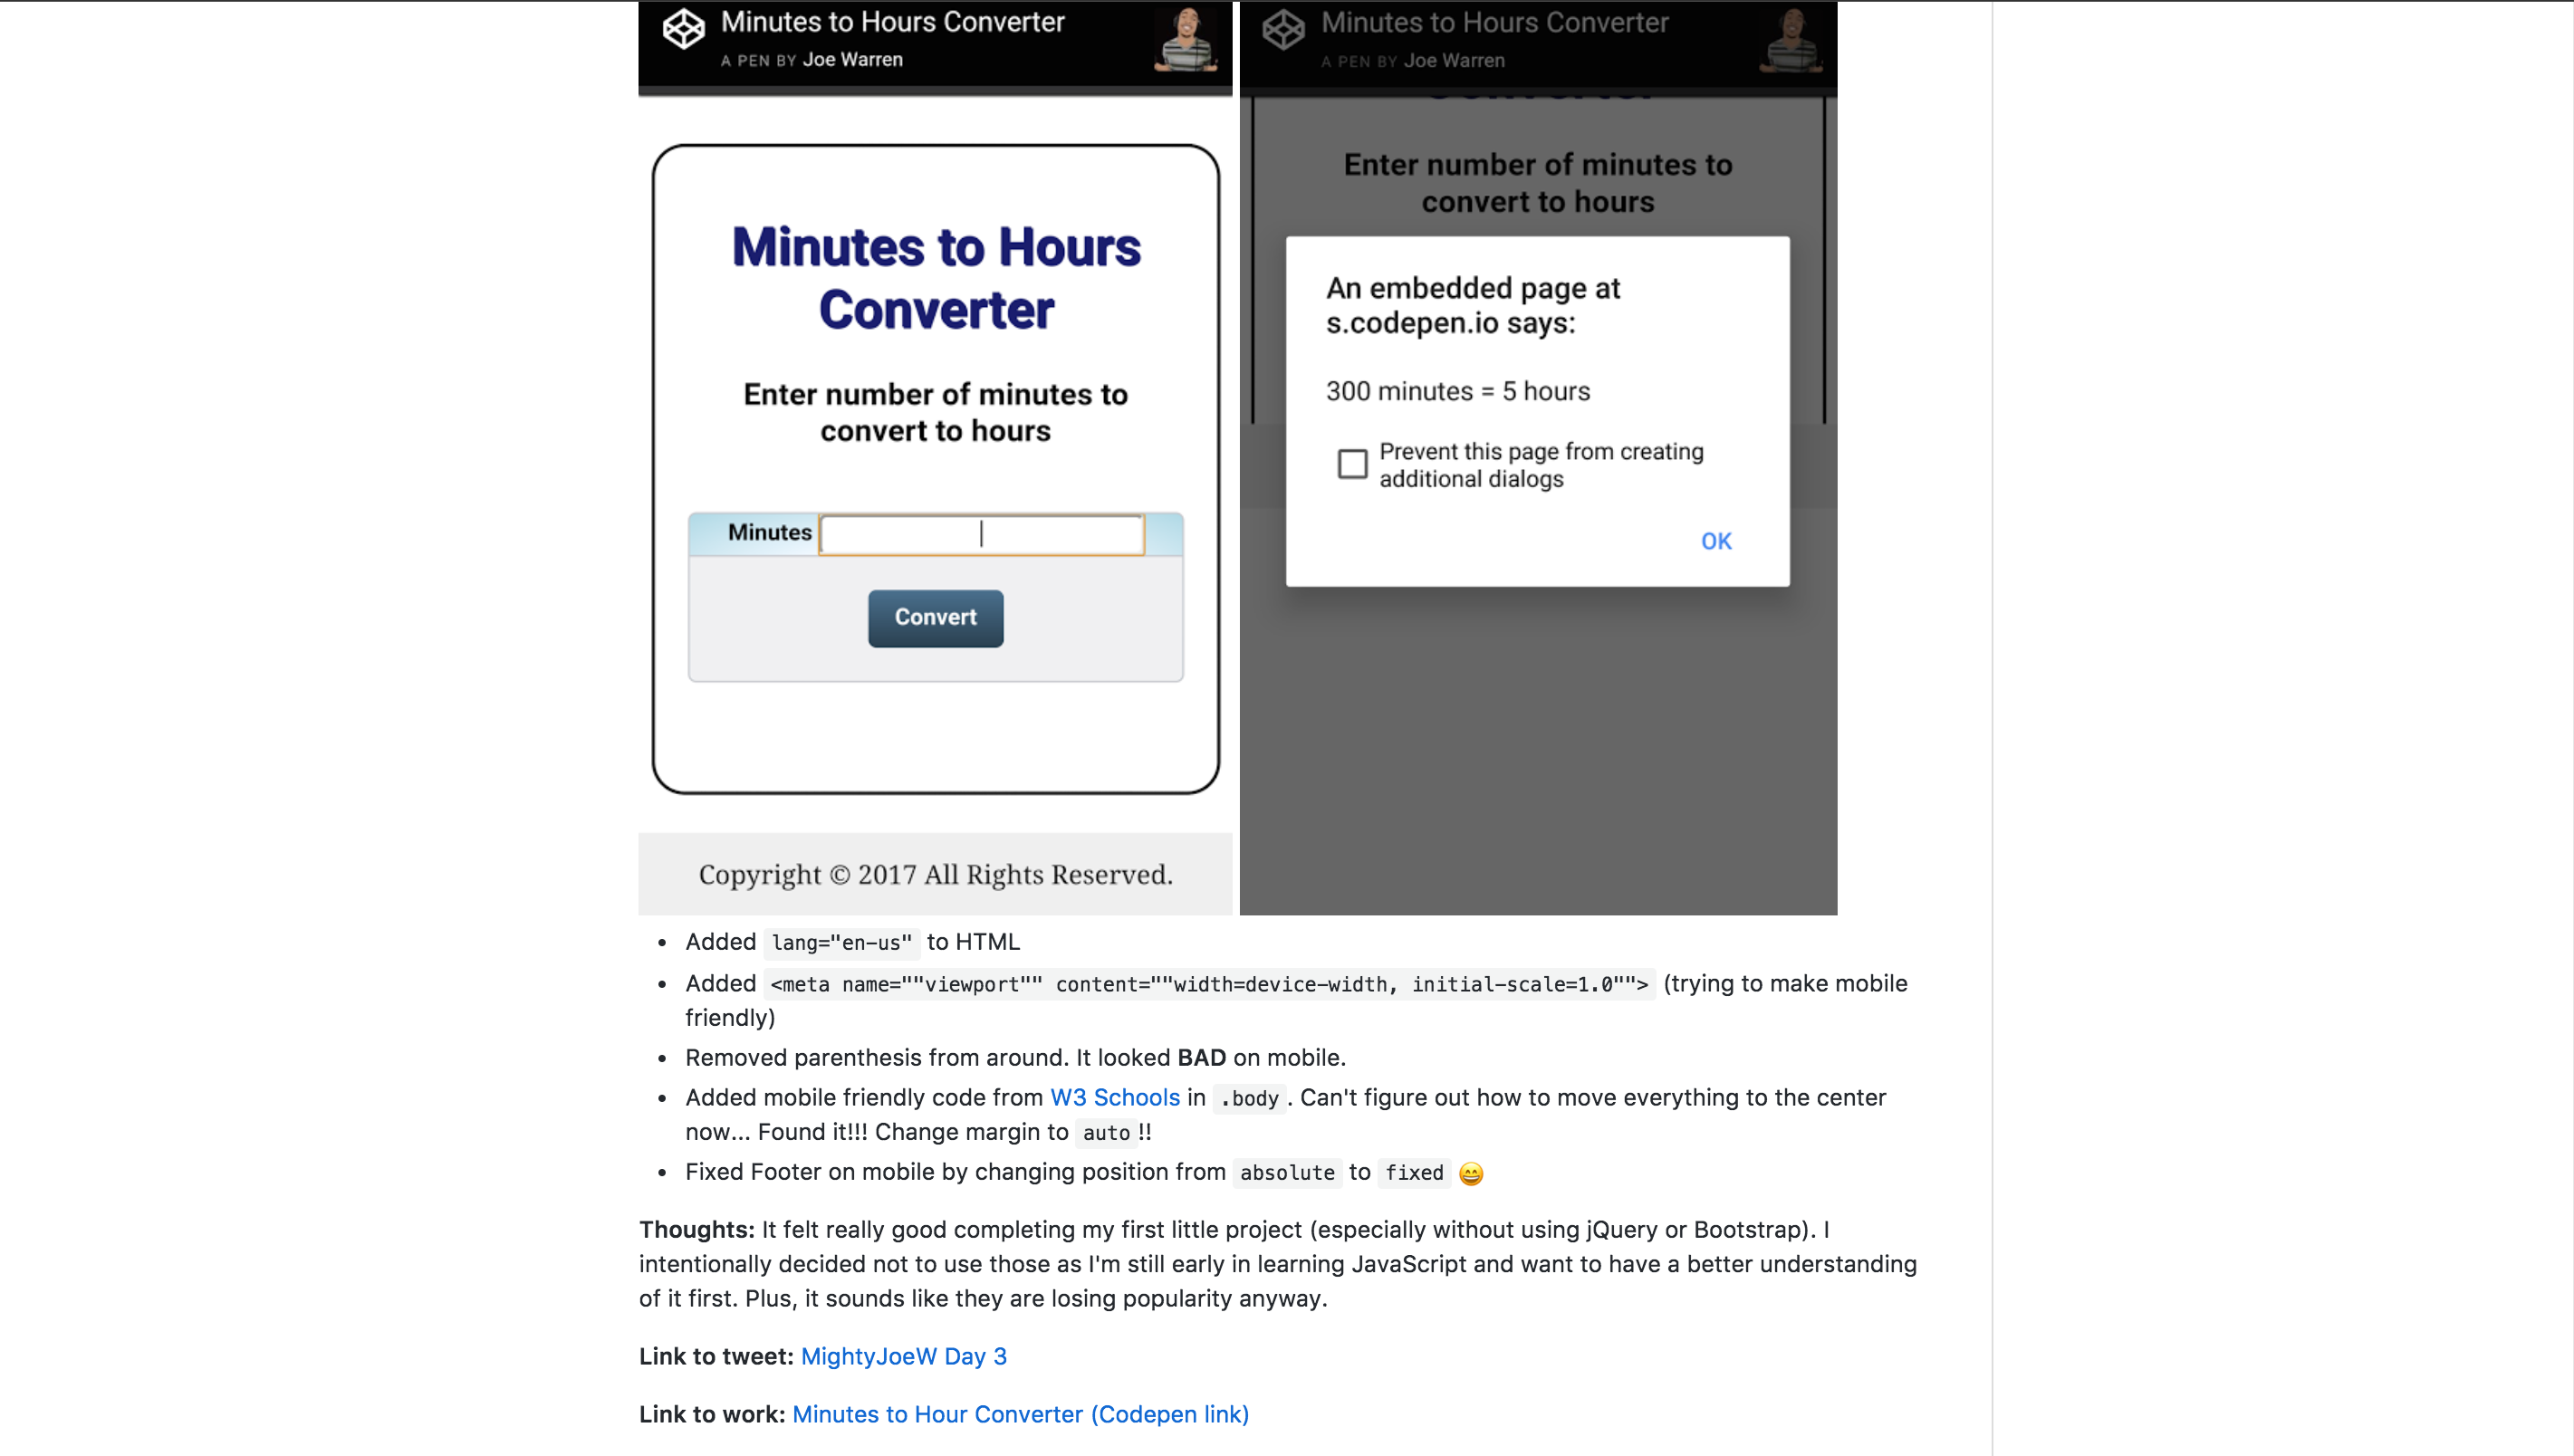 Minutes to Hours Converter
A PEN BY Joe Warren
Minutes to Hours
Converter
Enter number of minutes to
convert to hours
Minutes
Convert
Copyright © 2017 All Rights Reserved.
Minutes to Hours Converter
A PEN BY Joe Warren
Enter number of minutes to
convert to hours
An embedded page at
s.codepen.io says:
300 minutes = 5 hours
Prevent this page from creating
additional dialogs
OK
• Added lang="en-us" to HTML
• Added <meta name=""viewport"" content=""width=device-width, initial-scale=1.0""> (trying to make mobile
friendly)
• Removed parenthesis from around. It looked BAD on mobile.
• Added mobile friendly code from W3 Schools in .body. Can't figure out how to move everything to the center
now... Found it!!! Change margin to auto!!
• Fixed Footer on mobile by changing position from absolute to fixed 😄
Thoughts: It felt really good completing my first little project (especially without using jQuery or Bootstrap). I
intentionally decided not to use those as I'm still early in learning JavaScript and want to have a better understanding
of it first. Plus, it sounds like they are losing popularity anyway.
Link to tweet: MightyJoeW Day 3
Link to work: Minutes to Hour Converter (Codepen link)